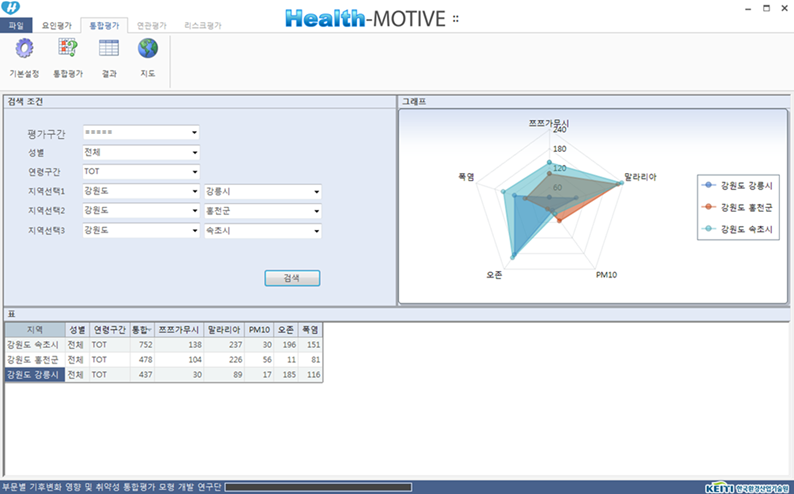 Health-MOTIVE ::
파일 요인평가 통합평가 연관평가 리스크평가
기본설정 통합평가 결과 지도
검색 조건
평가구간 =====
성별 전체
연령구간 TOT
지역선택1 강원도 강릉시
지역선택2 강원도 홍천군
지역선택3 강원도 속초시
검색
그래프
쯔쯔가무시
240
180
120
60
말라리아
PM10
오존
폭염
강원도 강릉시
강원도 홍천군
강원도 속초시
표
지역 성별 연령구간 통합 쯔쯔가무시 말라리아 PM10 오존 폭염
강원도 속초시 전체 TOT 752 138 237 30 196 151
강원도 홍천군 전체 TOT 478 104 226 56 11 81
강원도 강릉시 전체 TOT 437 30 89 17 185 116
부문별 기후변화 영향 및 취약성 통합평가 모형 개발 연구단
KEITI 한국환경산업기술원